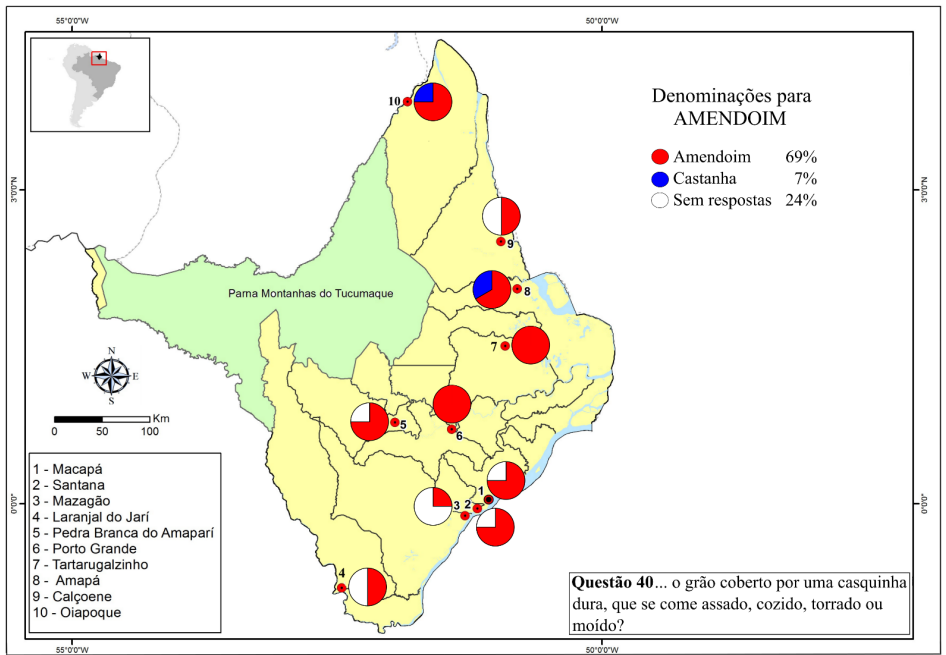 55°0'0"W
50°0'0"W
3°0'0"N
3°0'0"N
0°0'0"
0°0'0"
Denominações para
AMENDOIM
Amendoim 69%
Castanha 7%
Sem respostas 24%
10
9
8
7
6
5
4
3
2
1
Parna Montanhas do Tucumaque
N
W
E
S
Km
0 50 100
1 - Macapá
2 - Santana
3 - Mazagão
4 - Laranjal do Jarí
5 - Pedra Branca do Amaparí
6 - Porto Grande
7 - Tartarugalzinho
8 - Amapá
9 - Calçoene
10 - Oiapoque
Questão 40... o grão coberto por uma casquinha
dura, que se come assado, cozido, torrado ou
moído?
55°0'0"W
50°0'0"W